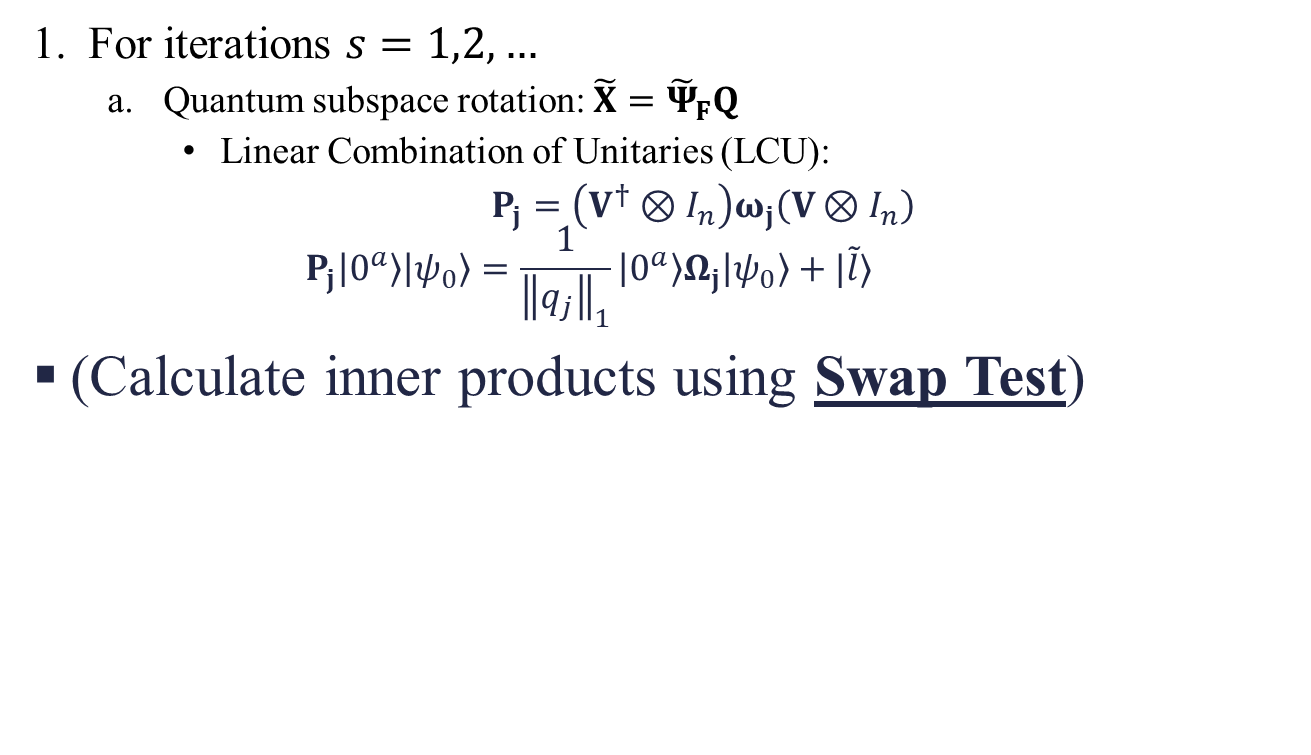 1. For iterations 𝑠 = 1,2, …
a. Quantum subspace rotation: 𝐗̃ = 𝚿̃_𝐅𝐐
• Linear Combination of Unitaries (LCU):
𝐏_𝐣 = (𝐕† ⊗ 𝐼_𝑛)𝛚_𝐣(𝐕 ⊗ 𝐼_𝑛)
𝐏_𝐣|0^𝑎⟩|𝜓_0⟩ = 1/‖𝑞_𝑗‖_1 |0^𝑎⟩𝛀_𝐣|𝜓_0⟩ + |𝑙̃⟩
▪ (Calculate inner products using Swap Test)